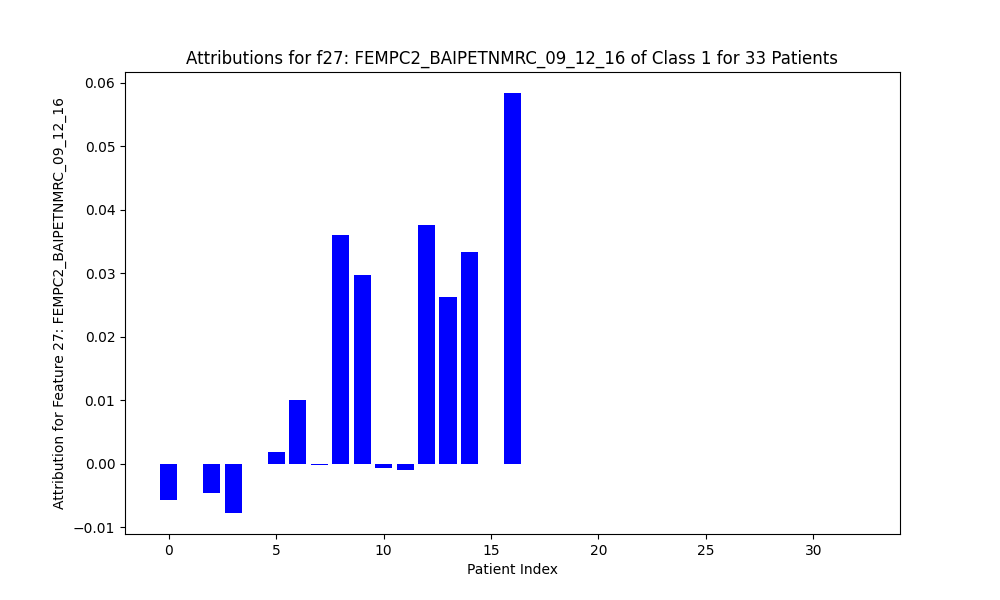 Attributions for f27: FEMPC2_BAIPETNMRC_09_12_16 of Class 1 for 33 Patients
Attribution for Feature 27: FEMPC2_BAIPETNMRC_09_12_16
0.06
0.05
0.04
0.03
0.02
0.01
0.00
−0.01
0 5 10 15 20 25 30
Patient Index